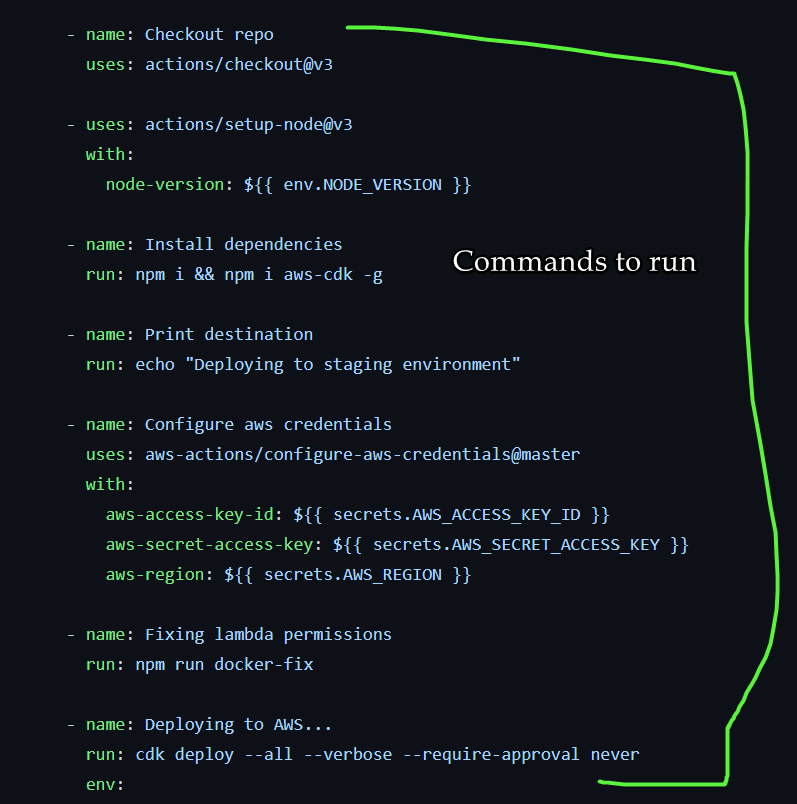 - name: Checkout repo
uses: actions/checkout@v3
- uses: actions/setup-node@v3
with:
node-version: ${{ env.NODE_VERSION }}
- name: Install dependencies
run: npm i && npm i aws-cdk -g
Commands to run
- name: Print destination
run: echo "Deploying to staging environment"
- name: Configure aws credentials
uses: aws-actions/configure-aws-credentials@master
with:
aws-access-key-id: ${{ secrets.AWS_ACCESS_KEY_ID }}
aws-secret-access-key: ${{ secrets.AWS_SECRET_ACCESS_KEY }}
aws-region: ${{ secrets.AWS_REGION }}
- name: Fixing lambda permissions
run: npm run docker-fix
- name: Deploying to AWS...
run: cdk deploy --all --verbose --require-approval never
env: